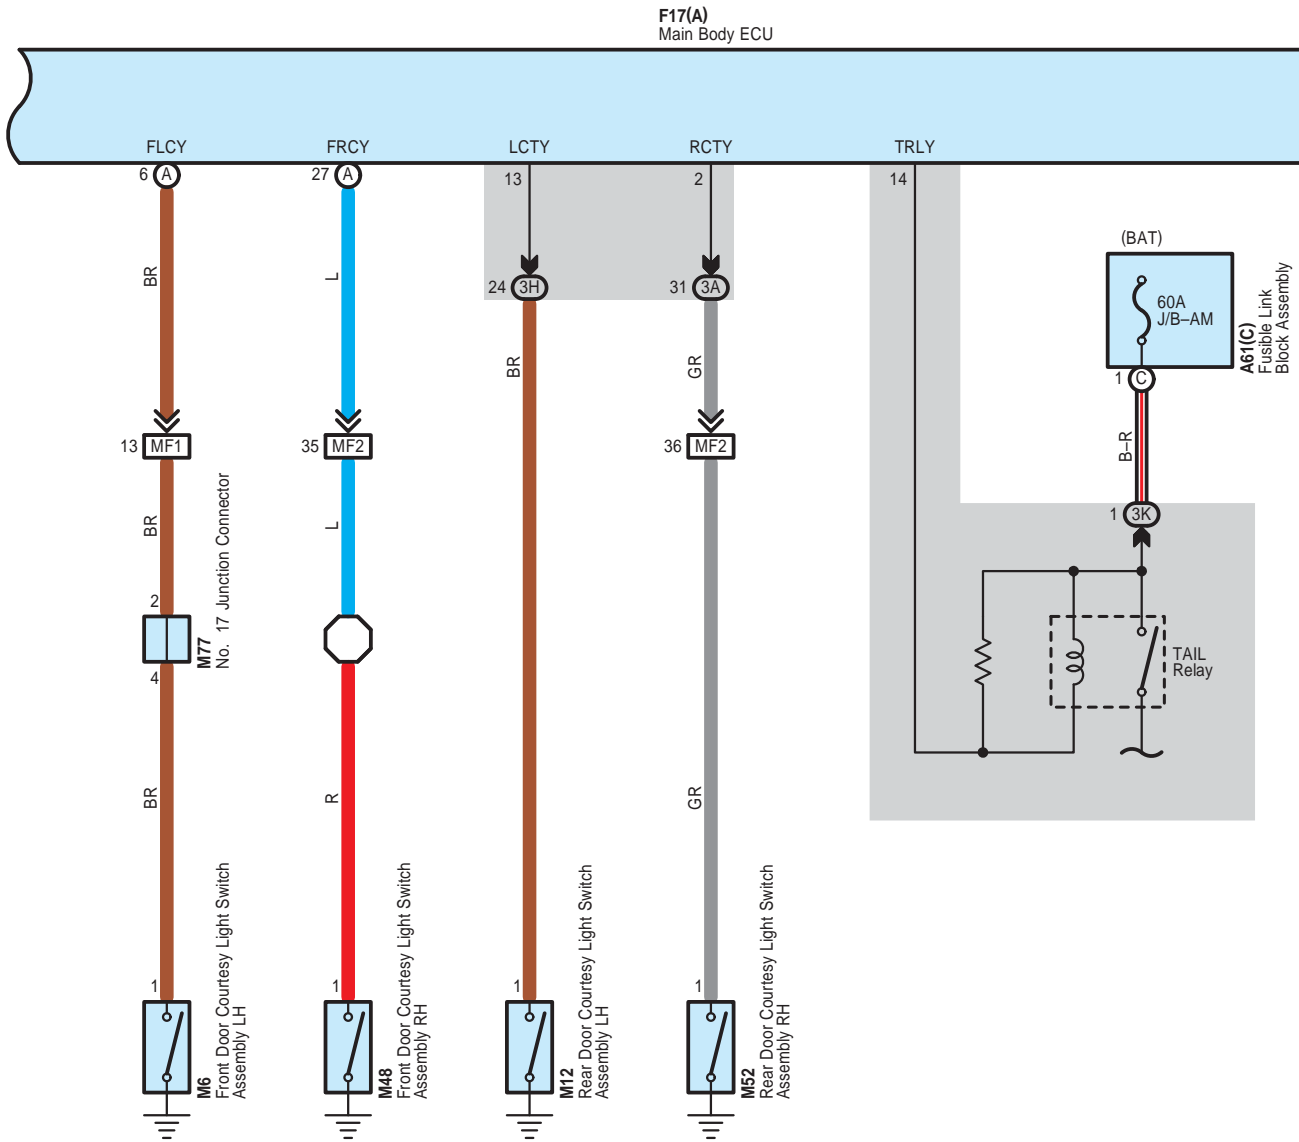 F17(A)
Main Body ECU
FLCY
FRCY
LCTY
RCTY
TRLY
6 A
27 A
13
2
14
(BAT)
60A
J/B–AM
A61(C)
Fusible Link
Block Assembly
BR
L
24 3H
31 3A
BR
GR
1 C
B–R
13 MF1
35 MF2
36 MF2
1 3K
BR
L
2
M77
No. 17 Junction Connector
4
TAIL
Relay
BR
R
GR
1
M6
Front Door Courtesy Light Switch
Assembly LH
1
M48
Front Door Courtesy Light Switch
Assembly RH
1
M12
Rear Door Courtesy Light Switch
Assembly LH
1
M52
Rear Door Courtesy Light Switch
Assembly RH